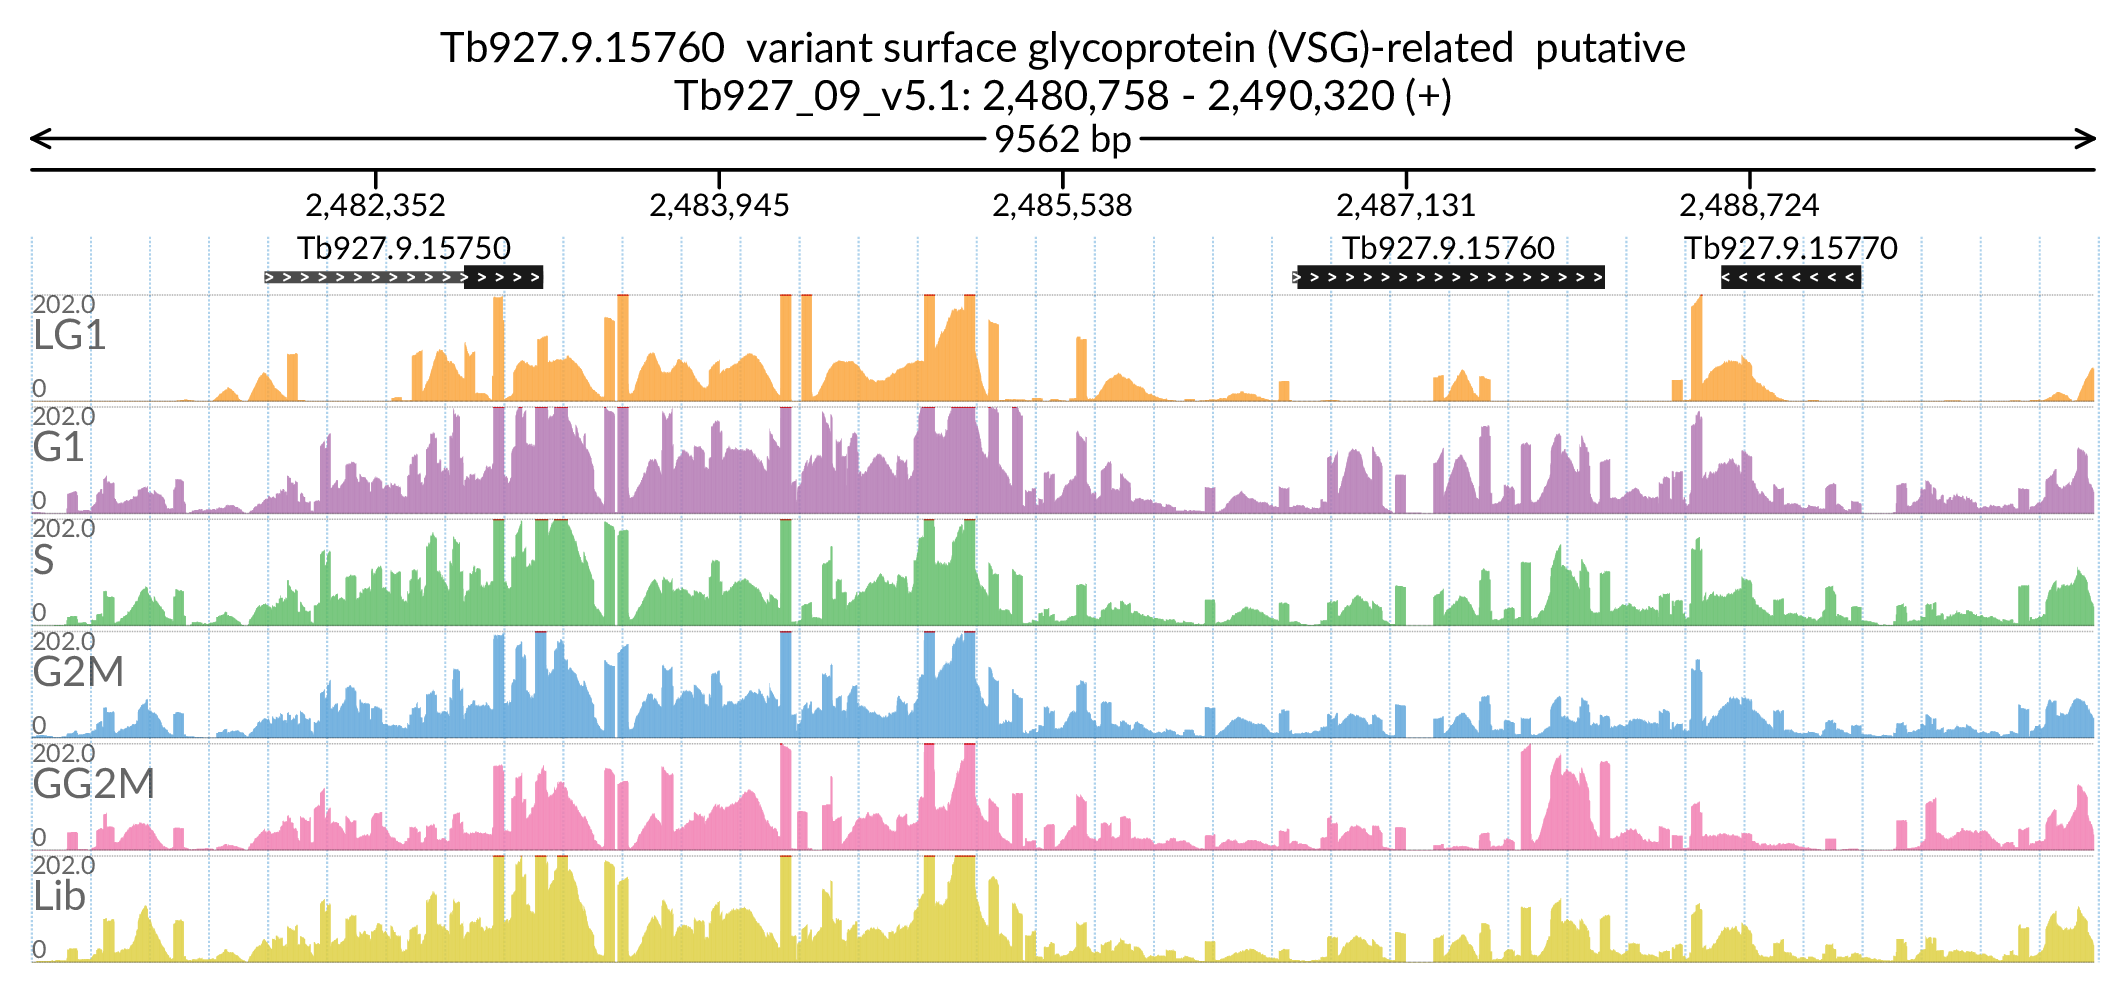 Tb927.9.15760  variant surface glycoprotein (VSG)-related  putative
Tb927_09_v5.1: 2,480,758 - 2,490,320 (+)
9562 bp
2,482,352 2,483,945 2,485,538 2,487,131 2,488,724
Tb927.9.15750 Tb927.9.15760 Tb927.9.15770
202.0
LG1
0
202.0
G1
0
202.0
S
0
202.0
G2M
0
202.0
GG2M
0
202.0
Lib
0